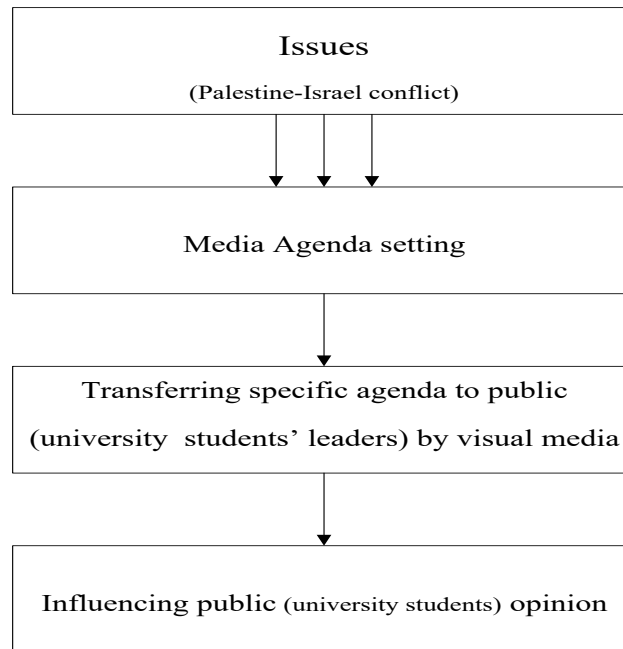 Issues
(Palestine-Israel conflict)
Media Agenda setting
Transferring specific agenda to public
(university students’ leaders) by visual media
Influencing public (university students) opinion